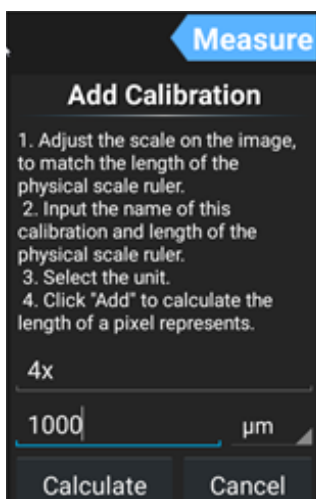 Measure
Add Calibration
1. Adjust the scale on the image,
to match the length of the
physical scale ruler.
2. Input the name of this
calibration and length of the
physical scale ruler.
3. Select the unit.
4. Click "Add" to calculate the
length of a pixel represents.
4x
1000 µm
Calculate Cancel